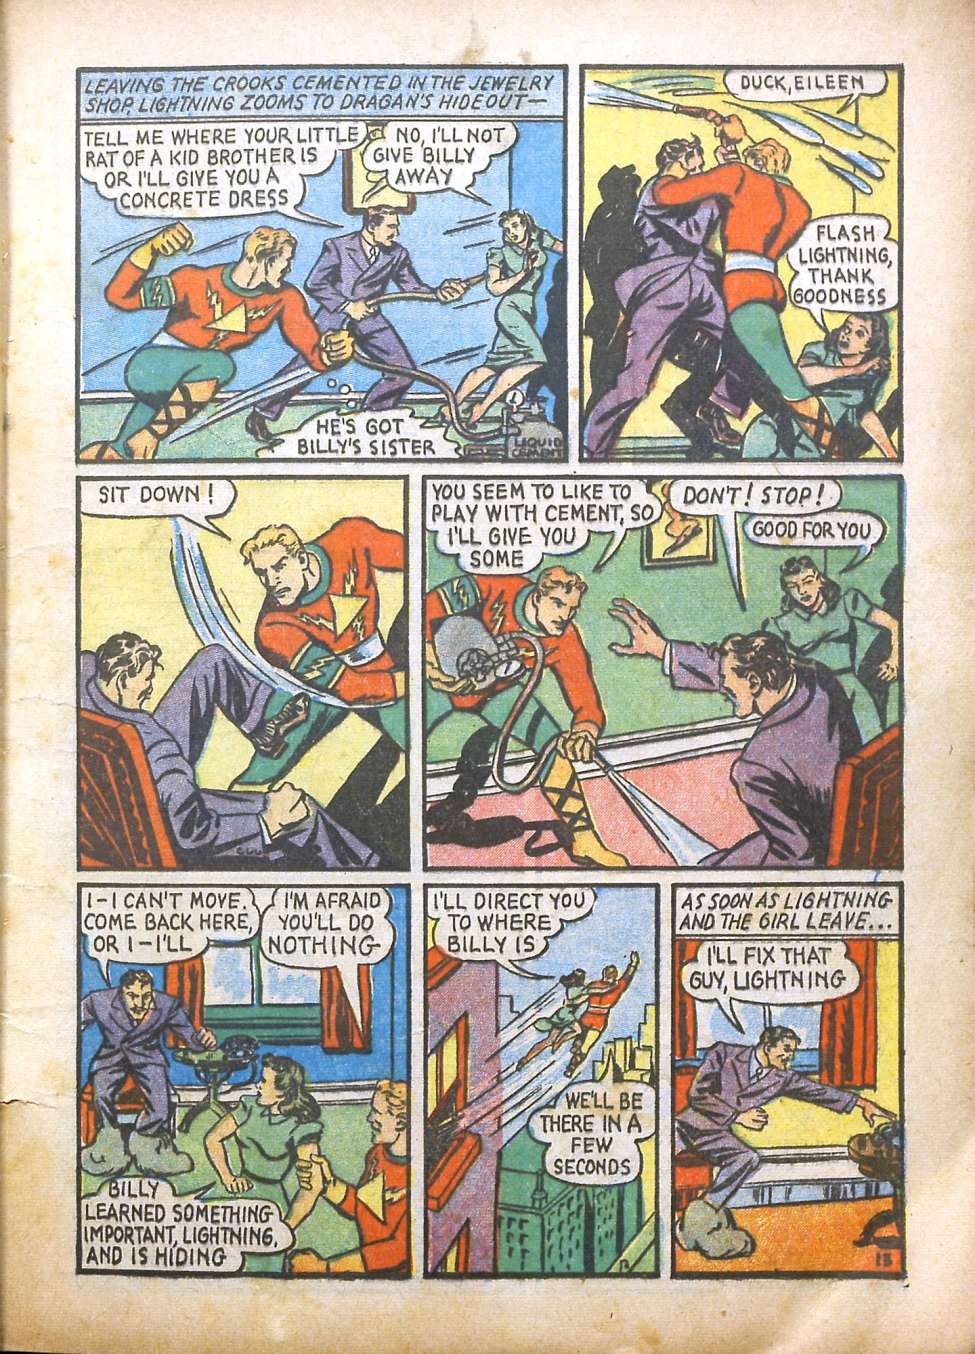 LEAVING THE CROOKS CEMENTED IN THE JEWELRY
SHOP, LIGHTNING ZOOMS TO DRAGAN'S HIDEOUT—
TELL ME WHERE YOUR LITTLE
RAT OF A KID BROTHER IS
OR I'LL GIVE YOU A
CONCRETE DRESS
NO, I'LL NOT
GIVE BILLY
AWAY
HE'S GOT
BILLY'S SISTER
LIQUID
CEMENT
DUCK, EILEEN
FLASH
LIGHTNING,
THANK
GOODNESS
SIT DOWN!
YOU SEEM TO LIKE TO
PLAY WITH CEMENT, SO
I'LL GIVE YOU
SOME
DON'T! STOP!
GOOD FOR YOU
I-I CAN'T MOVE.
COME BACK HERE,
OR I-I'LL
I'M AFRAID
YOU'LL DO
NOTHING
BILLY
LEARNED SOMETHING
IMPORTANT, LIGHTNING,
AND IS HIDING
I'LL DIRECT YOU
TO WHERE
BILLY IS
WE'LL BE
THERE IN A
FEW
SECONDS
AS SOON AS LIGHTNING
AND THE GIRL LEAVE...
I'LL FIX THAT
GUY, LIGHTNING
13